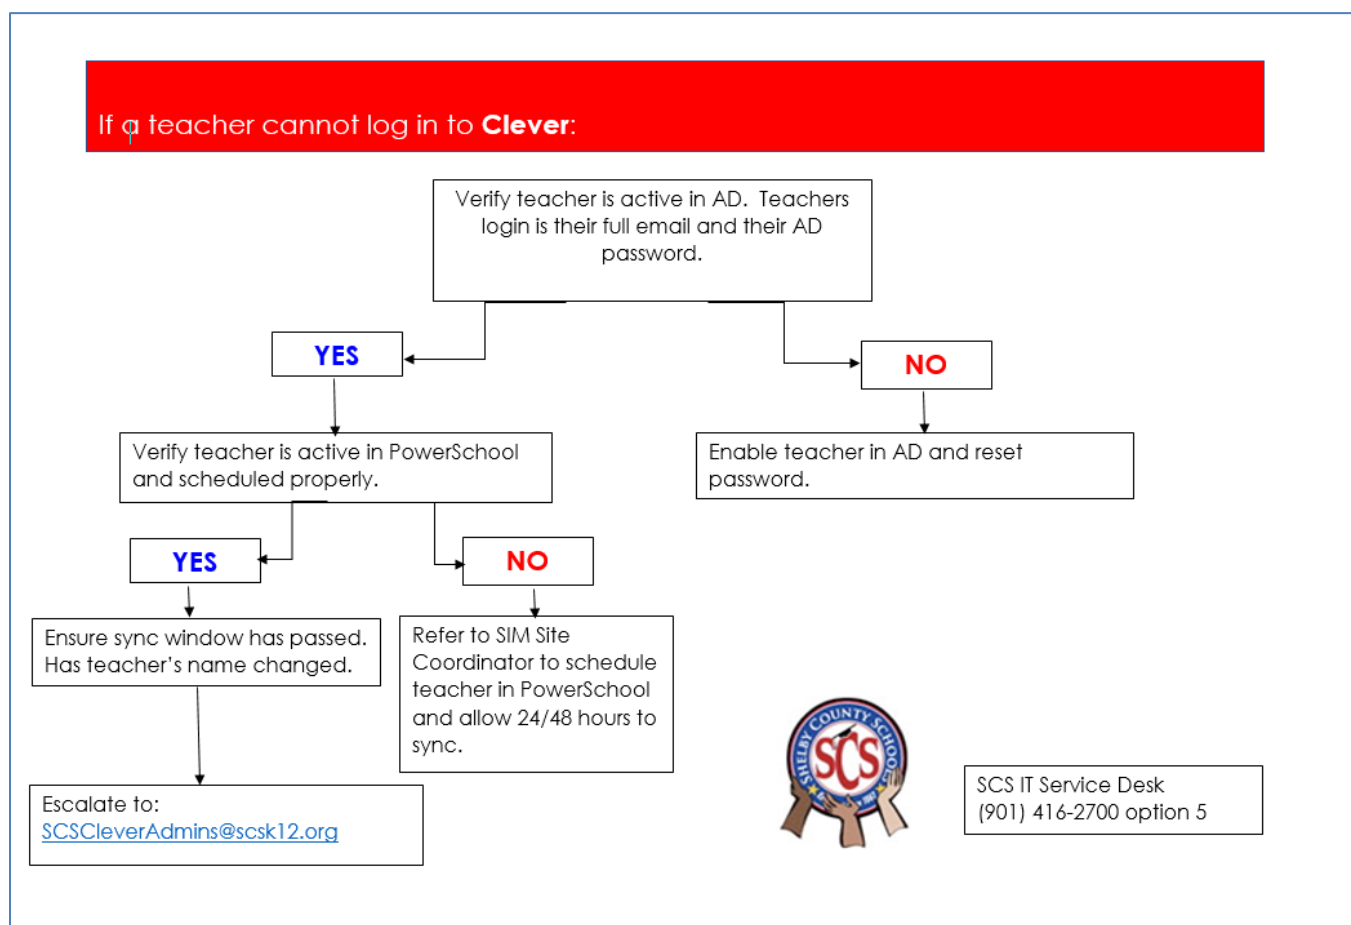 If a teacher cannot log in to Clever:
Verify teacher is active in AD.  Teachers
login is their full email and their AD
password.
YES
NO
Verify teacher is active in PowerSchool
and scheduled properly.
Enable teacher in AD and reset
password.
YES
NO
Ensure sync window has passed.
Has teacher's name changed.
Refer to SIM Site
Coordinator to schedule
teacher in PowerSchool
and allow 24/48 hours to
sync.
Escalate to:
SCSCleverAdmins@scsk12.org
SHELBY COUNTY SCHOOLS
SCS
SCS IT Service Desk
(901) 416-2700 option 5